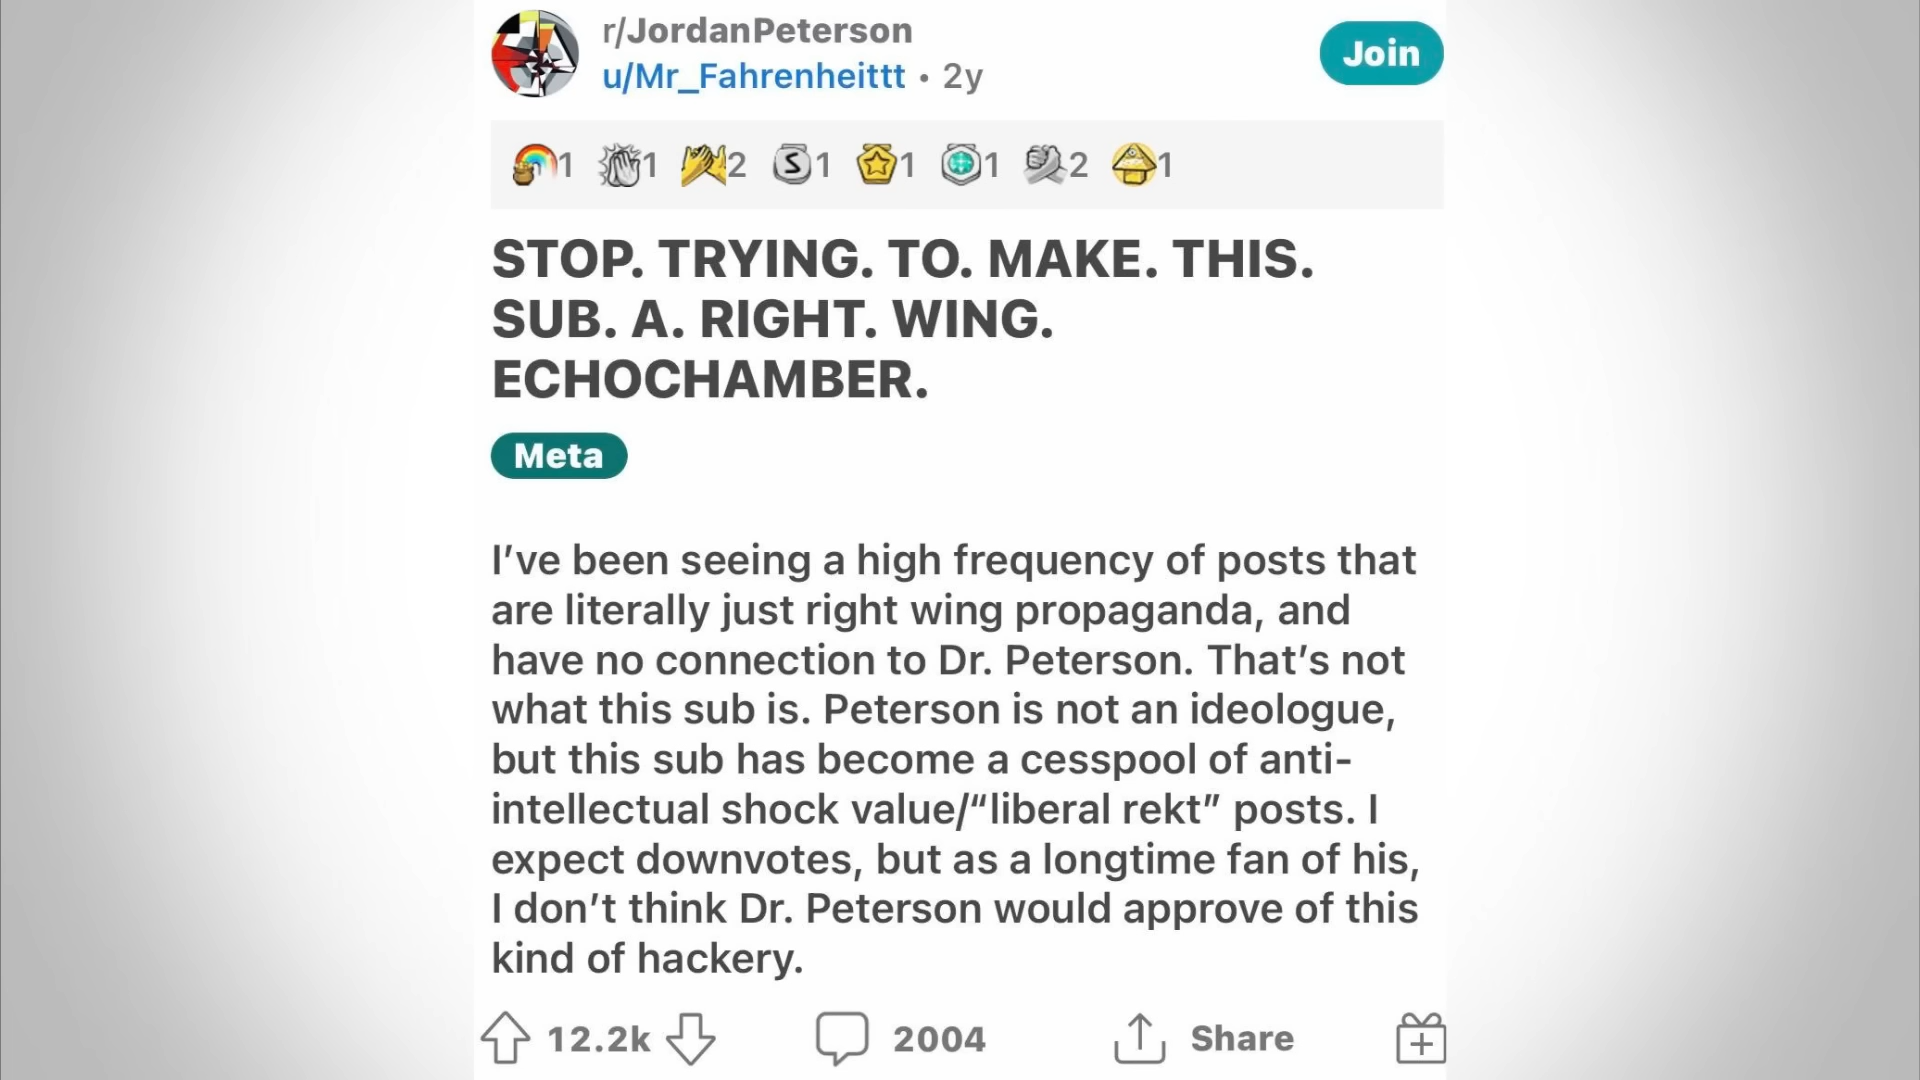 r/JordanPeterson
u/Mr_Fahrenheittt • 2y
Join
1 1 2 S 1 1 1 2 1
STOP. TRYING. TO. MAKE. THIS.
SUB. A. RIGHT. WING.
ECHOCHAMBER.
Meta
I’ve been seeing a high frequency of posts that
are literally just right wing propaganda, and
have no connection to Dr. Peterson. That’s not
what this sub is. Peterson is not an ideologue,
but this sub has become a cesspool of anti-
intellectual shock value/“liberal rekt” posts. I
expect downvotes, but as a longtime fan of his,
I don’t think Dr. Peterson would approve of this
kind of hackery.
12.2k 2004 Share